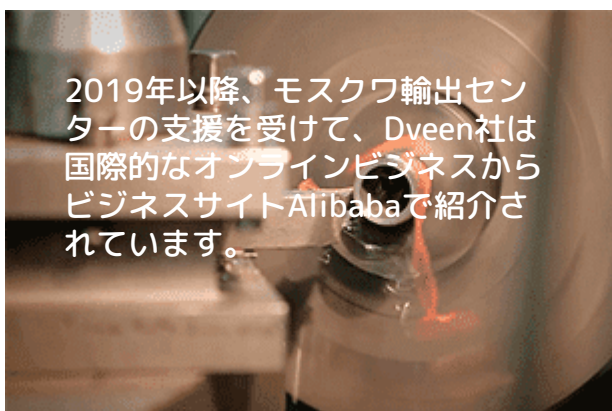 2019年以降、モスクワ輸出セン
ターの支援を受けて、Dveen社は
国際的なオンラインビジネスから
ビジネスサイトAlibabaで紹介さ
れています。